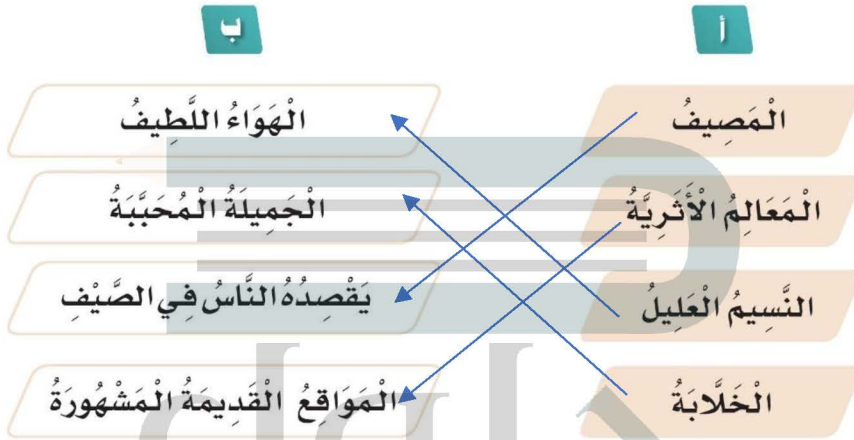 أ
ب
الْمَصِيفُ
الْهَوَاءُ اللَّطِيفُ
الْمَعَالِمُ الْأَثَرِيَّةُ
الْجَمِيلَةُ الْمُحَبَّبَةُ
النَّسِيمُ الْعَلِيلُ
يَقْصِدُهُ النَّاسُ فِي الصَّيْفِ
الْخَلَّابَةُ
الْمَوَاقِعُ الْقَدِيمَةُ الْمَشْهُورَةُ